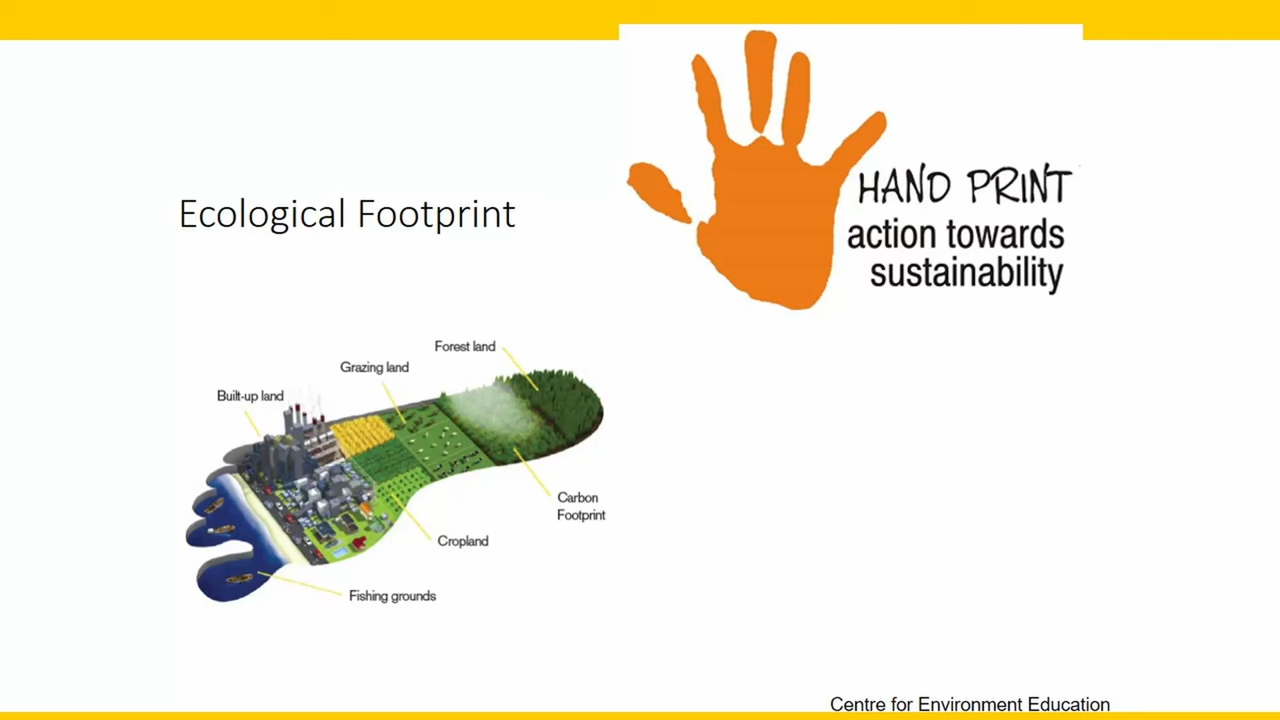 HAND PRINT
action towards
sustainability
Ecological Footprint
Forest land
Grazing land
Built-up land
Carbon
Footprint
Cropland
Fishing grounds
Centre for Environment Education